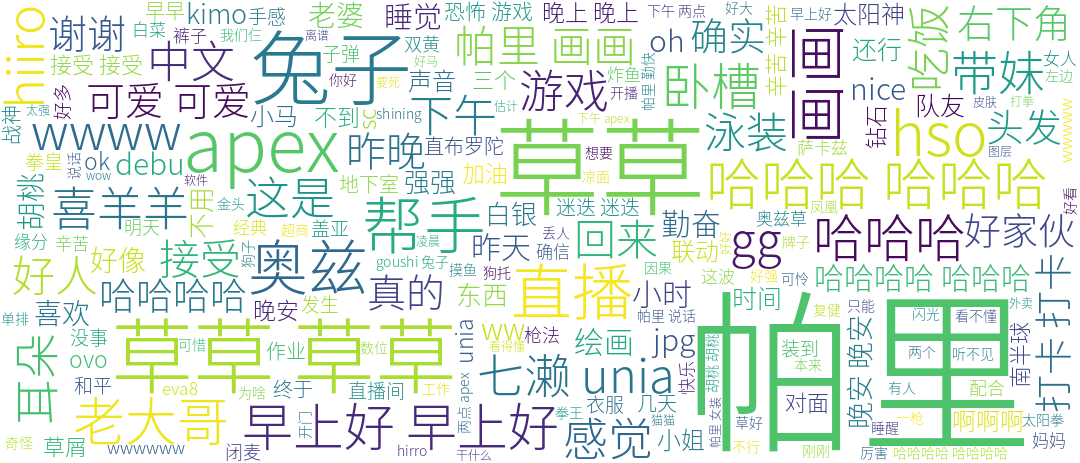 谢谢
早早
白菜
裤子
kimo
手感
我们仨
离谱
老婆
睡觉
恐怖 游戏
晚上 晚上
下午 两点
好大
早上好
太阳神
右下角
hiiro
中文
兔子
子弹
双黄
好马
你好
要死
帕里 画画
炸鱼
开播
帕里 勤快
oh
确实
辛苦 辛苦
画画
还行
吃饭
女人
左边
带妹
接受 接受
好多
可爱 可爱
小马
声音
三个
游戏
卧槽
nice
皮肤
打拳
队友
钻石
头发
战神
太强
wwww
不到
sc
shining
下午
估计
下午 apex
想要
泳装
萨卡兹
图层
wwwww
拳皇
说话
ok
wow
debu
apex
昨晚
直布罗陀
草草
hso
哈哈哈 哈哈哈
好看
胡桃
喜羊羊
不用
软件
这是
地下室
强强
加油
凉面
凤凰
缘分
明天
金头
经典
超商
盖亚
帮手
白银
迷迭 迷迭
勤奋
奥兹草
gg
牌子
哈哈哈
好家伙
好人
好像
辛苦
接受
狗子
奥兹
凌晨
昨天
丢人
确信
回来
联动
这波
因果
好强
可怜
哈哈哈哈 哈哈哈
打卡 打卡
耳朵
单排
喜欢
哈哈哈哈
晚安
发生
goushi 兔子
真的
摸鱼
狗托
东西
直播
小时
帕里 说话
时间
复健
只能
闪光
看不懂
外卖
没事
ovo
可惜
草草 草草
作业
数位
unia
ww
看得懂
枪法
绘画
jpg
帕里
装到
本来
晚安 晚安
两个
听不见
南半球
和平
eva8
为啥
终于
直播间
工作
七濑 unia
快乐
胡桃 胡桃
对面
有人
配合
老大哥
早上好 早上好
开门
两点 apex
拳王
衣服
几天
猫猫
帕里 女装
草好
一枪
啊啊啊
太阳拳
奇怪
草屑
wwwwww
闭麦
hirro
干什么
感觉
小姐
不行
刚刚
睡醒
厉害
哈哈哈哈 哈哈哈哈
妈妈